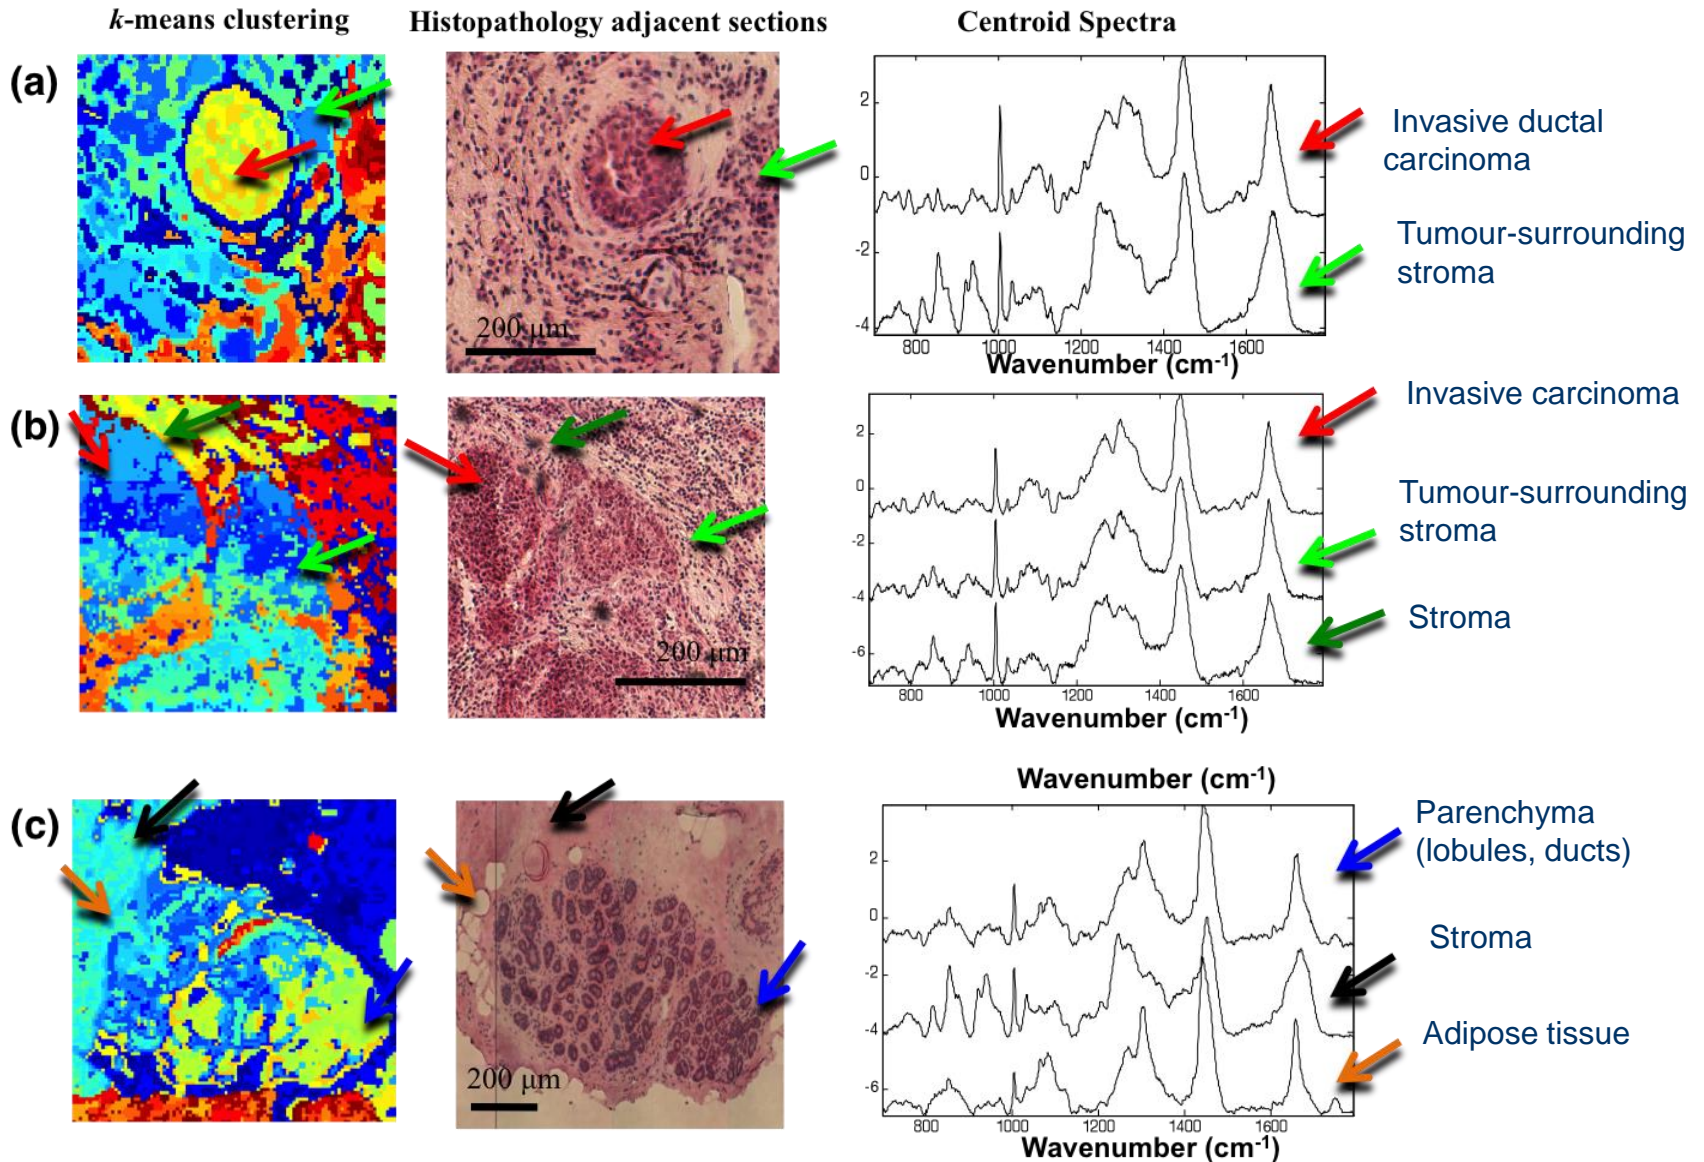 k-means clustering
Histopathology adjacent sections
Centroid Spectra
(a)
200 µm
2
0
-2
-4
800 1000 1200 1400 1600
Wavenumber (cm-1)
Invasive ductal
carcinoma
Tumour-surrounding
stroma
(b)
200 µm
2
0
-2
-4
-6
800 1000 1200 1400 1600
Wavenumber (cm-1)
Invasive carcinoma
Tumour-surrounding
stroma
Stroma
(c)
200 µm
Wavenumber (cm-1)
2
0
-2
-4
-6
800 1000 1200 1400 1600
Wavenumber (cm-1)
Parenchyma
(lobules, ducts)
Stroma
Adipose tissue